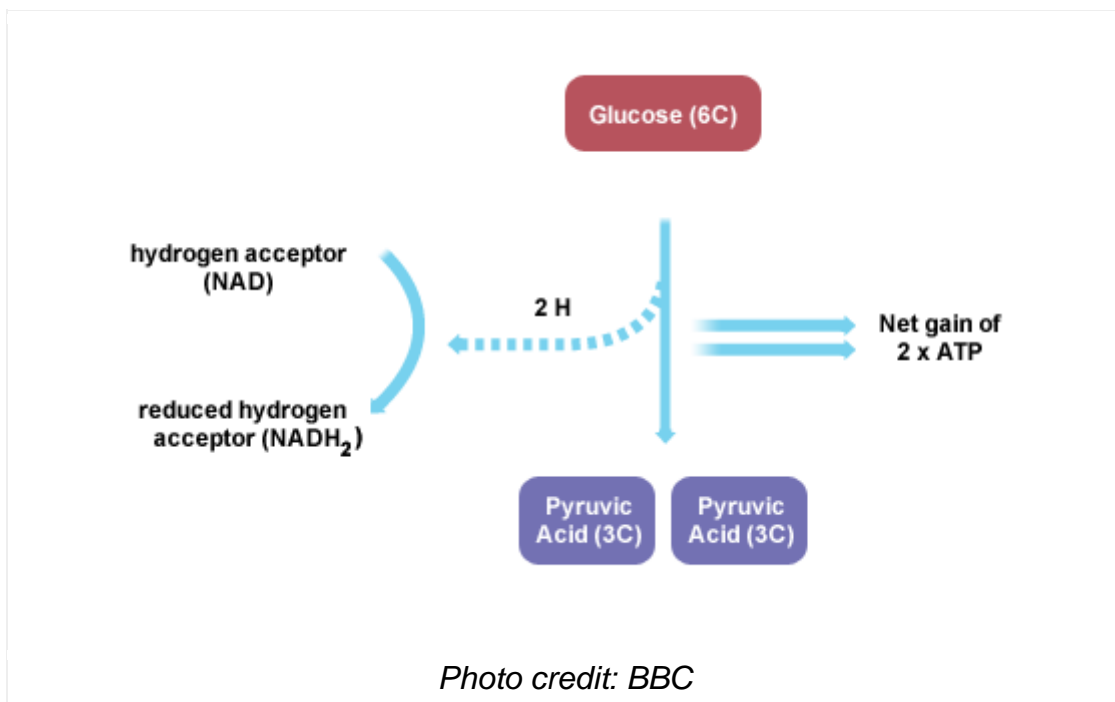 Glucose (6C)
hydrogen acceptor
(NAD)
2 H
Net gain of
2 x ATP
reduced hydrogen
acceptor (NADH₂)
Pyruvic
Acid (3C)
Pyruvic
Acid (3C)
Photo credit: BBC